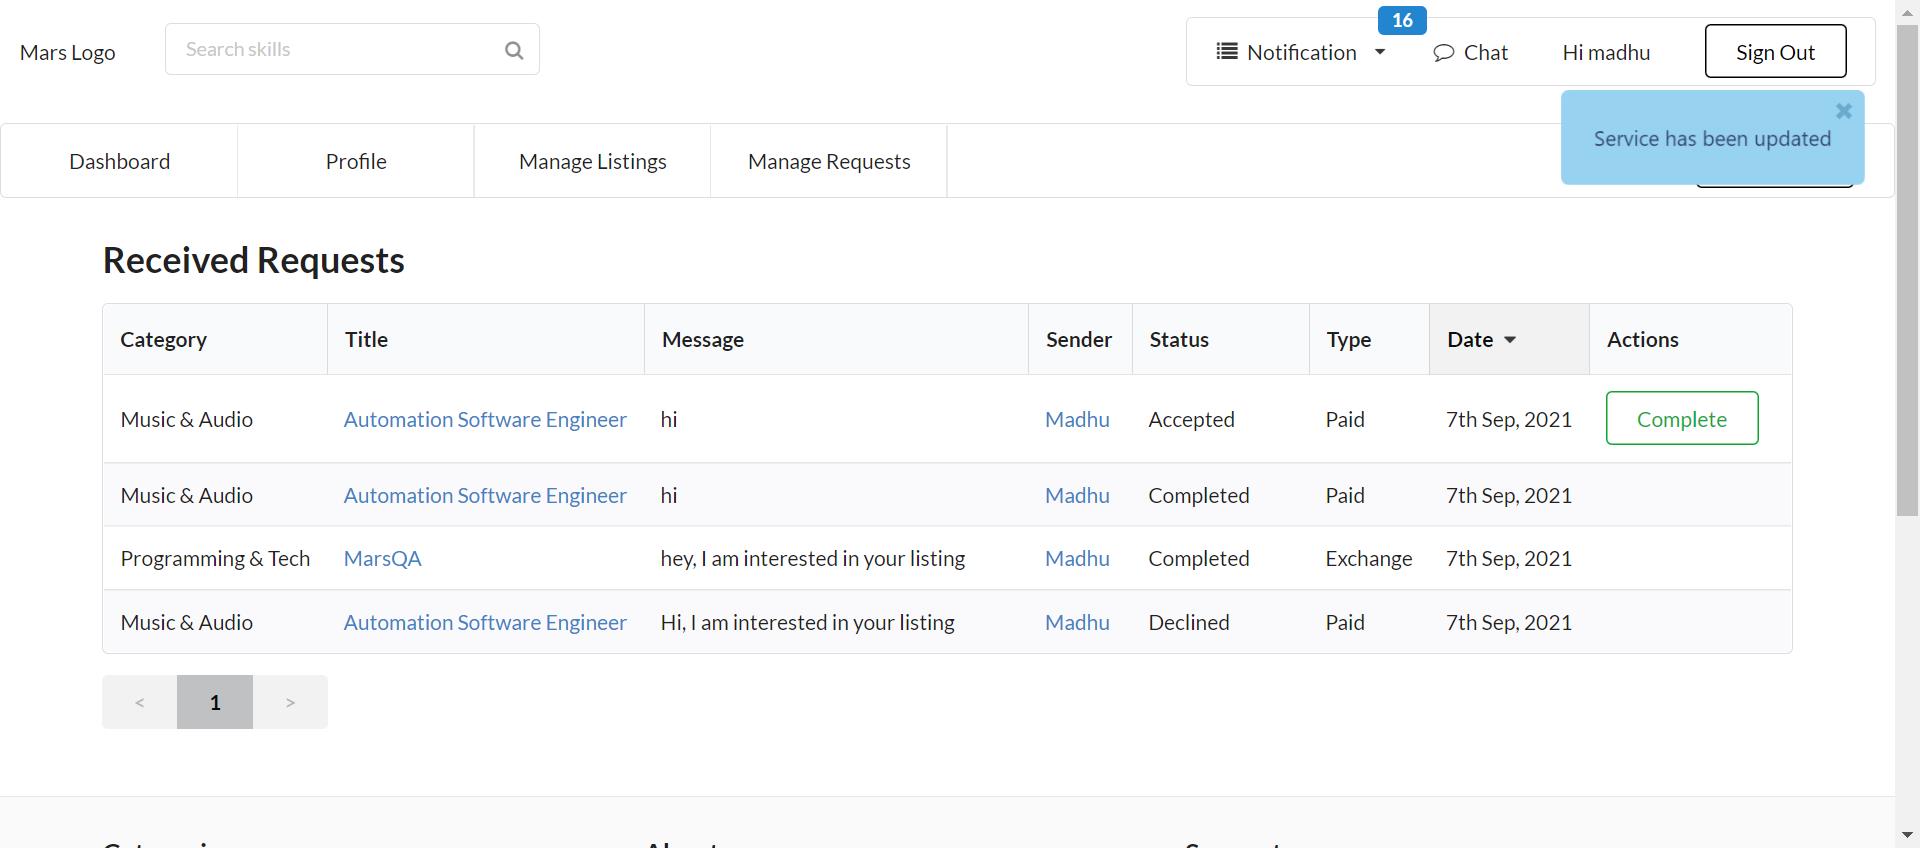 16
Mars Logo
Search skills
Notification
Chat
Hi madhu
Sign Out
Service has been updated
Dashboard
Profile
Manage Listings
Manage Requests
Received Requests
Category Title Message Sender Status Type Date Actions
Music & Audio Automation Software Engineer hi Madhu Accepted Paid 7th Sep, 2021 Complete
Music & Audio Automation Software Engineer hi Madhu Completed Paid 7th Sep, 2021
Programming & Tech MarsQA hey, I am interested in your listing Madhu Completed Exchange 7th Sep, 2021
Music & Audio Automation Software Engineer Hi, I am interested in your listing Madhu Declined Paid 7th Sep, 2021
< 1 >